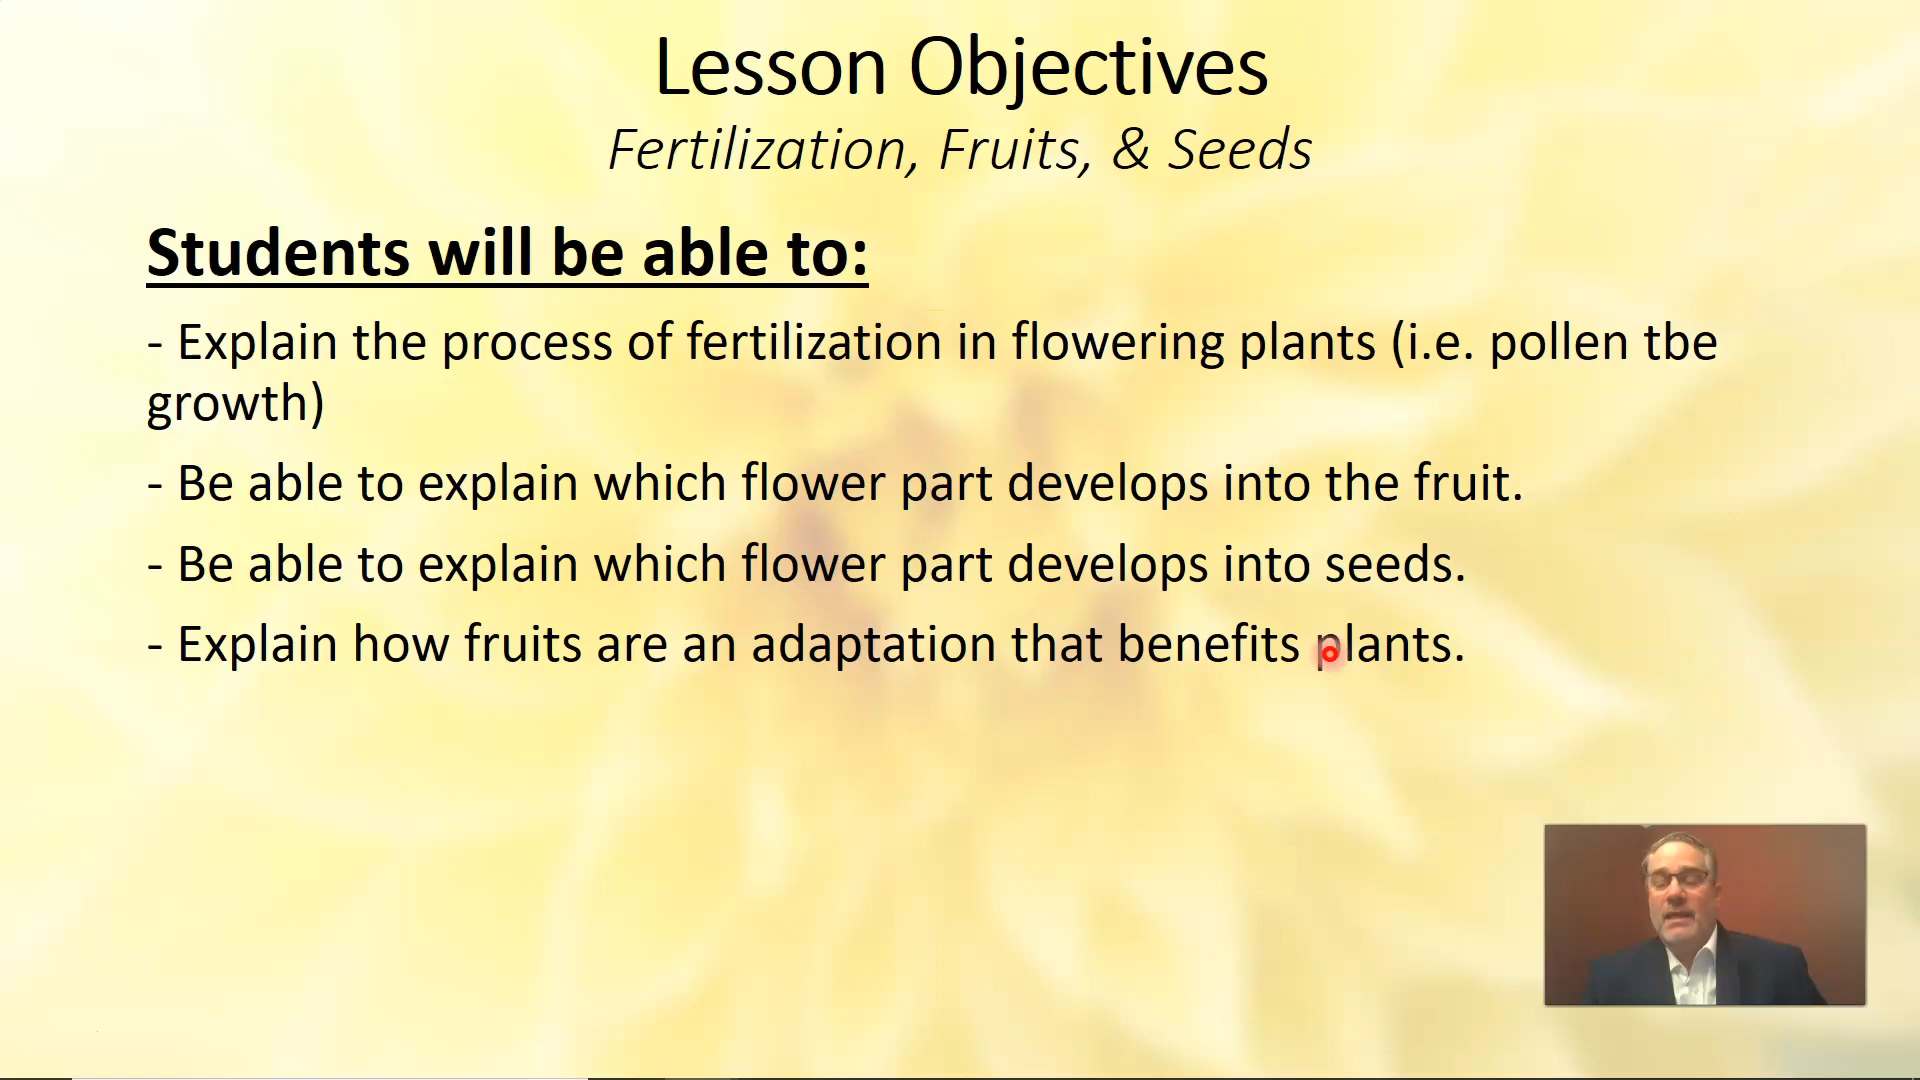 Lesson Objectives
Fertilization, Fruits, & Seeds
Students will be able to:
- Explain the process of fertilization in flowering plants (i.e. pollen tbe
growth)
- Be able to explain which flower part develops into the fruit.
- Be able to explain which flower part develops into seeds.
- Explain how fruits are an adaptation that benefits plants.